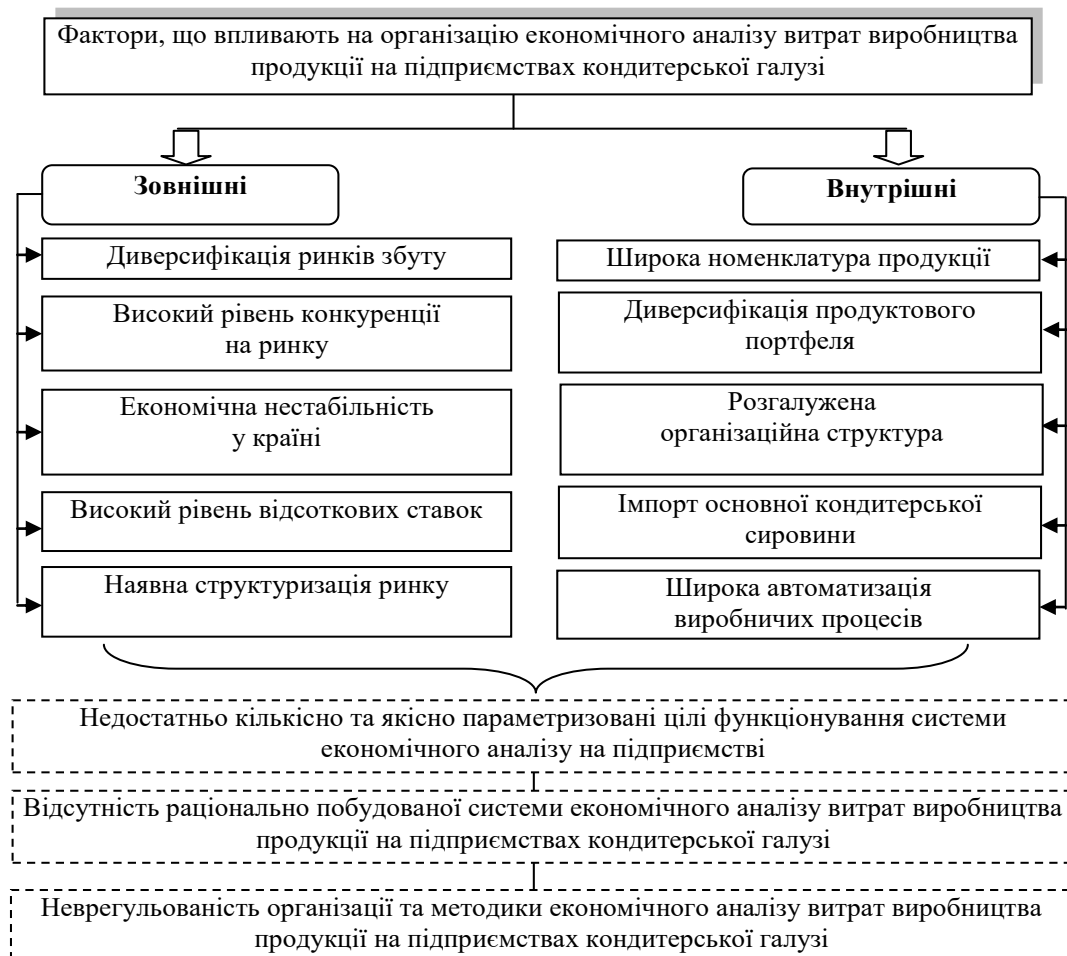 Фактори, що впливають на організацію економічного аналізу витрат виробництва
продукції на підприємствах кондитерської галузі
Зовнішні
Диверсифікація ринків збуту
Високий рівень конкуренції
на ринку
Економічна нестабільність
у країні
Високий рівень відсоткових ставок
Наявна структуризація ринку
Внутрішні
Широка номенклатура продукції
Диверсифікація продуктового
портфеля
Розгалужена
організаційна структура
Імпорт основної кондитерської
сировини
Широка автоматизація
виробничих процесів
Недостатньо кількісно та якісно параметризовані цілі функціонування системи
економічного аналізу на підприємстві
Відсутність раціонально побудованої системи економічного аналізу витрат виробництва
продукції на підприємствах кондитерської галузі
Неврегульованість організації та методики економічного аналізу витрат виробництва
продукції на підприємствах кондитерської галузі